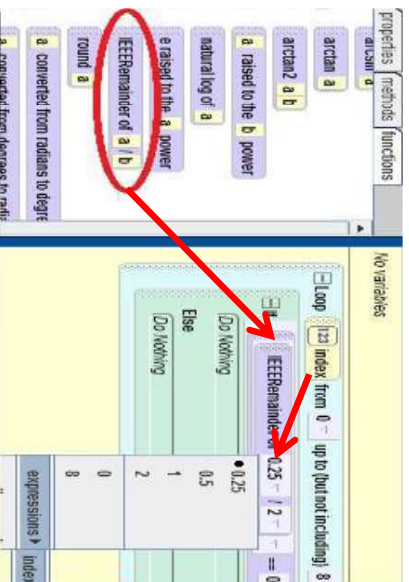 properties methods functions
arctan a
arctan2 a b
a raised to the b power
natural log of a
e raised to the a power
IEEERemainder of a / b
round a
a converted from radians to degre
a converted from degrees to radia
No variables
Loop 123 index from 0 up to (but not including) 8
IEEERemainder of 0.25 / 2 == 0
Do Nothing
Else
Do Nothing
0.25
0.5
1
2
0
8
expressions index